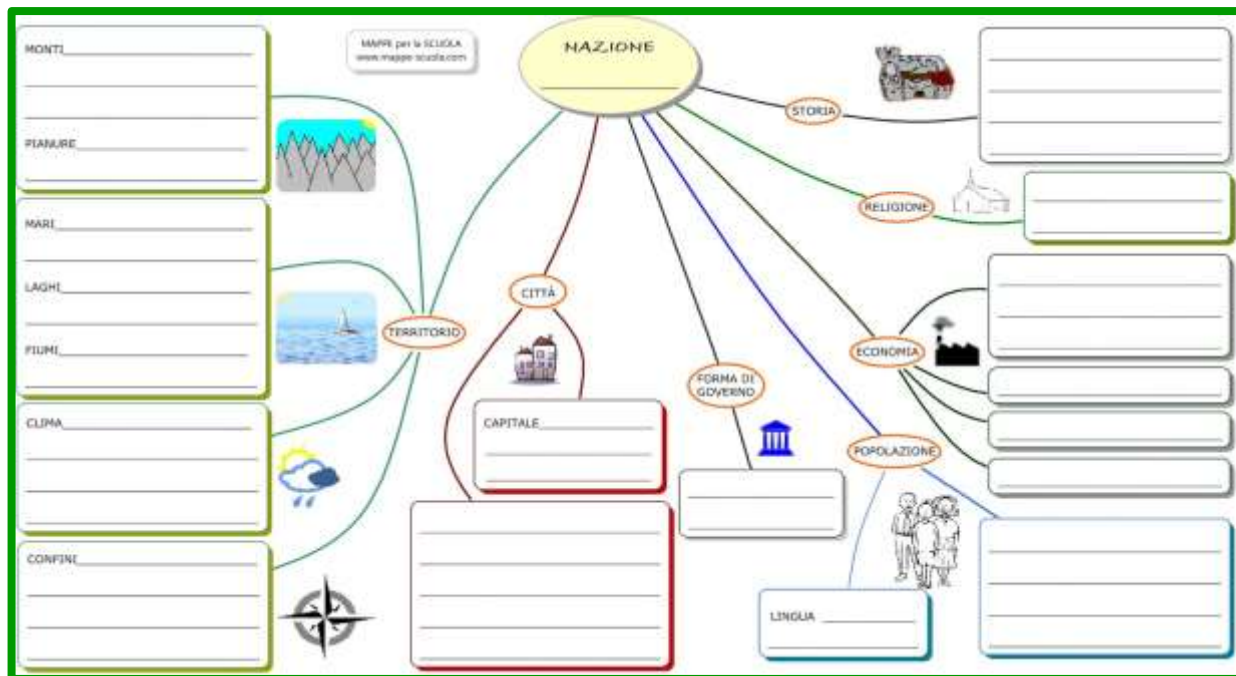 NAZIONE
MAPPE per la SCUOLA
www.mappe-scuola.com
MONTI
PIANURE
MARI
LAGHI
FIUMI
CLIMA
CONFINI
TERRITORIO
CITTÀ
CAPITALE
FORMA DI
GOVERNO
STORIA
RELIGIONE
ECONOMIA
POPOLAZIONE
LINGUA